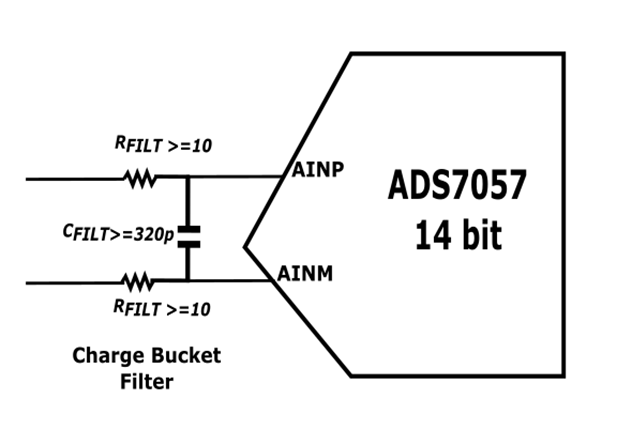 RFILT >=10
AINP
ADS7057
14 bit
CFILT>=320p
AINM
RFILT >=10
Charge Bucket
Filter